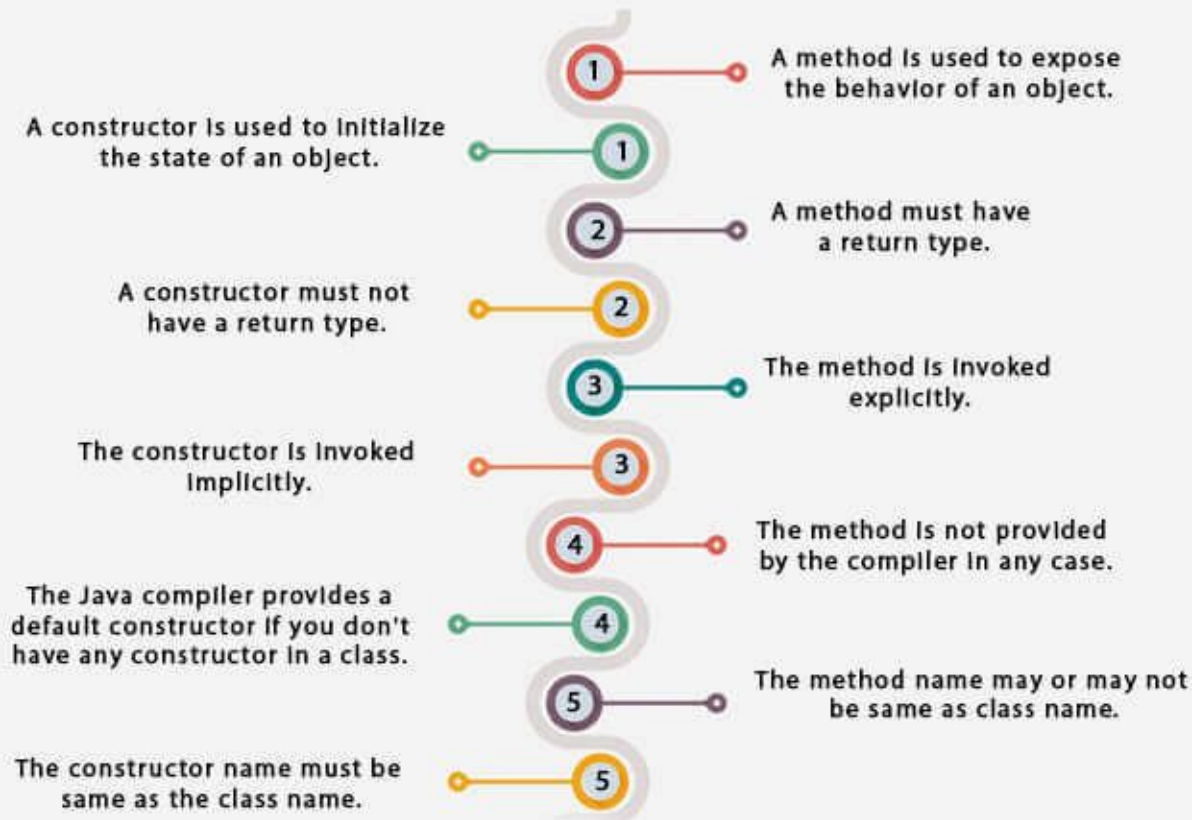 1
A method is used to expose
the behavior of an object.
A constructor is used to initialize
the state of an object.
1
2
A method must have
a return type.
A constructor must not
have a return type.
2
3
The method is invoked
explicitly.
The constructor is invoked
implicitly.
3
4
The method is not provided
by the compiler in any case.
The Java compiler provides a
default constructor if you don't
have any constructor in a class.
4
5
The method name may or may not
be same as class name.
The constructor name must be
same as the class name.
5